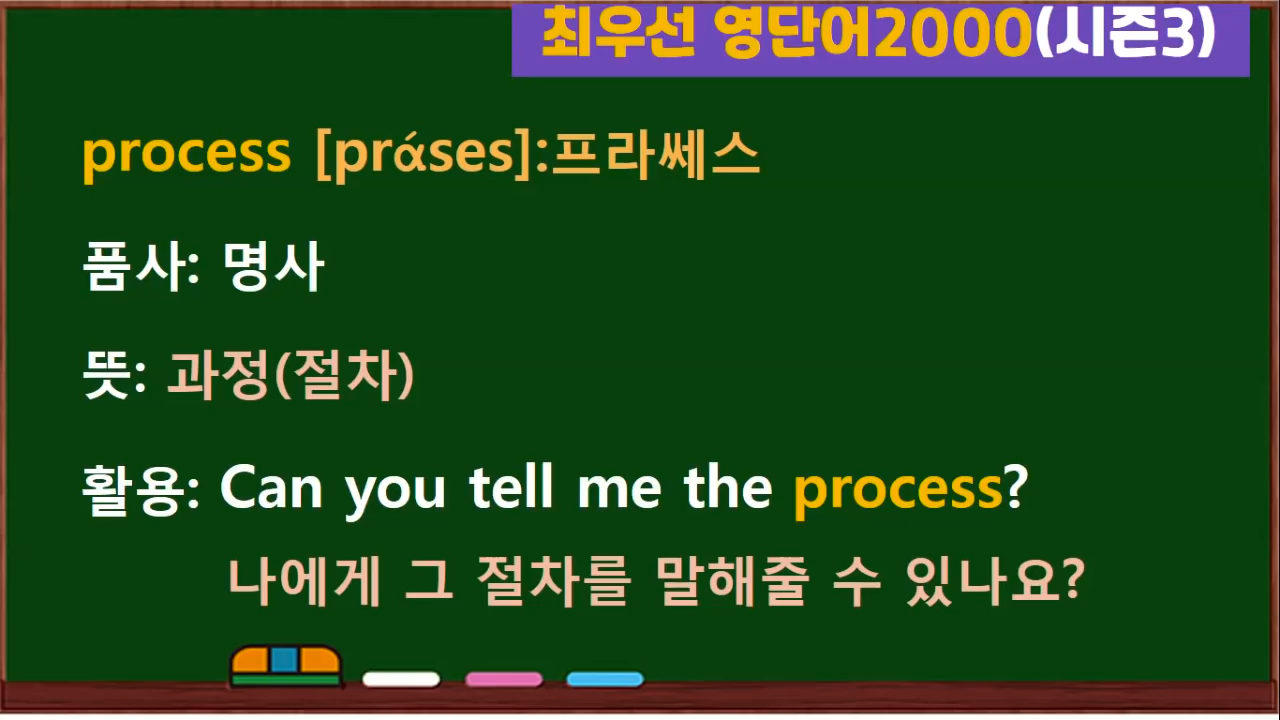 최우선 영단어2000(시즌3)
process [práses]:프라쎄스
품사: 명사
뜻: 과정(절차)
활용: Can you tell me the process?
나에게 그 절차를 말해줄 수 있나요?